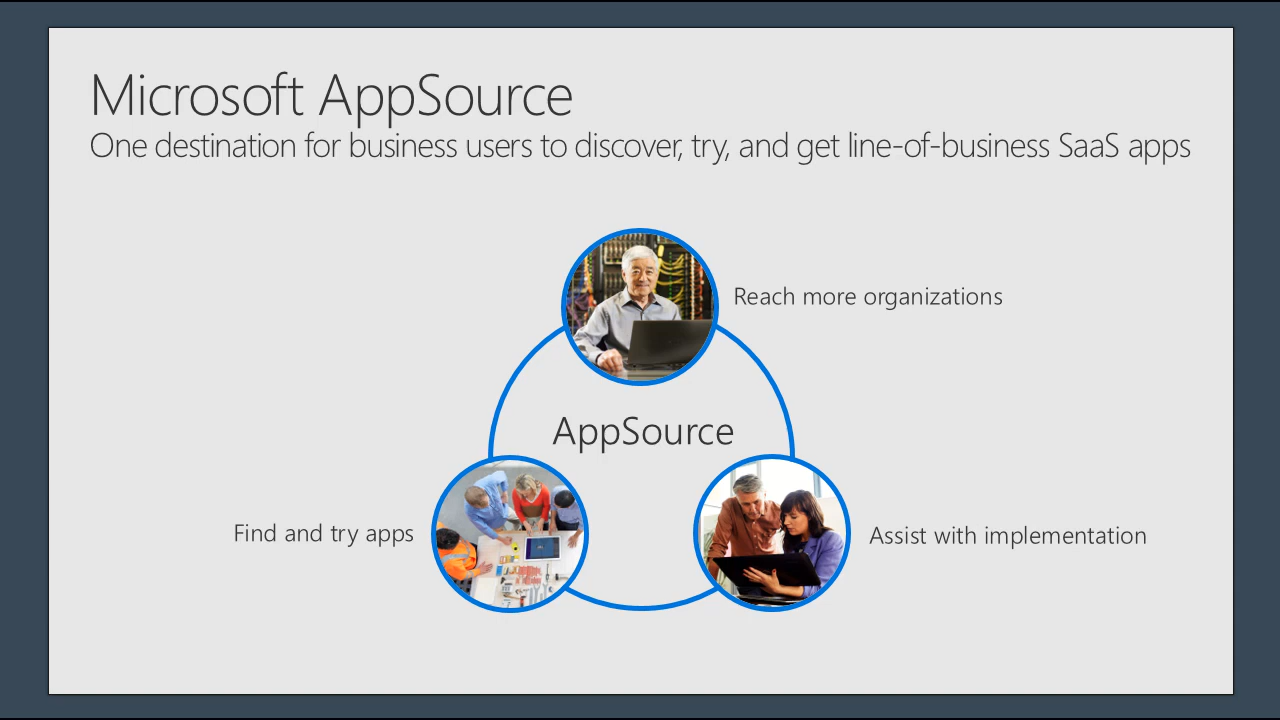 Microsoft AppSource
One destination for business users to discover, try, and get line-of-business SaaS apps
Reach more organizations
AppSource
Find and try apps
Assist with implementation